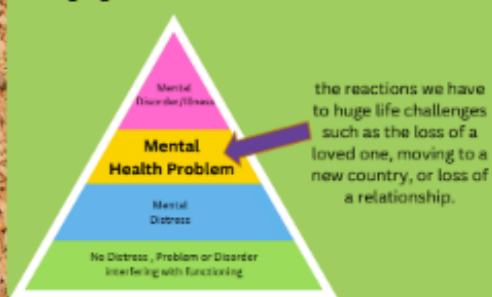 Mental
Disorder/Illness
Mental
Health Problem
Mental
Distress
No Distress , Problem or Disorder
interfering with functioning
the reactions we have
to huge life challenges
such as the loss of a
loved one, moving to a
new country, or loss of
a relationship.